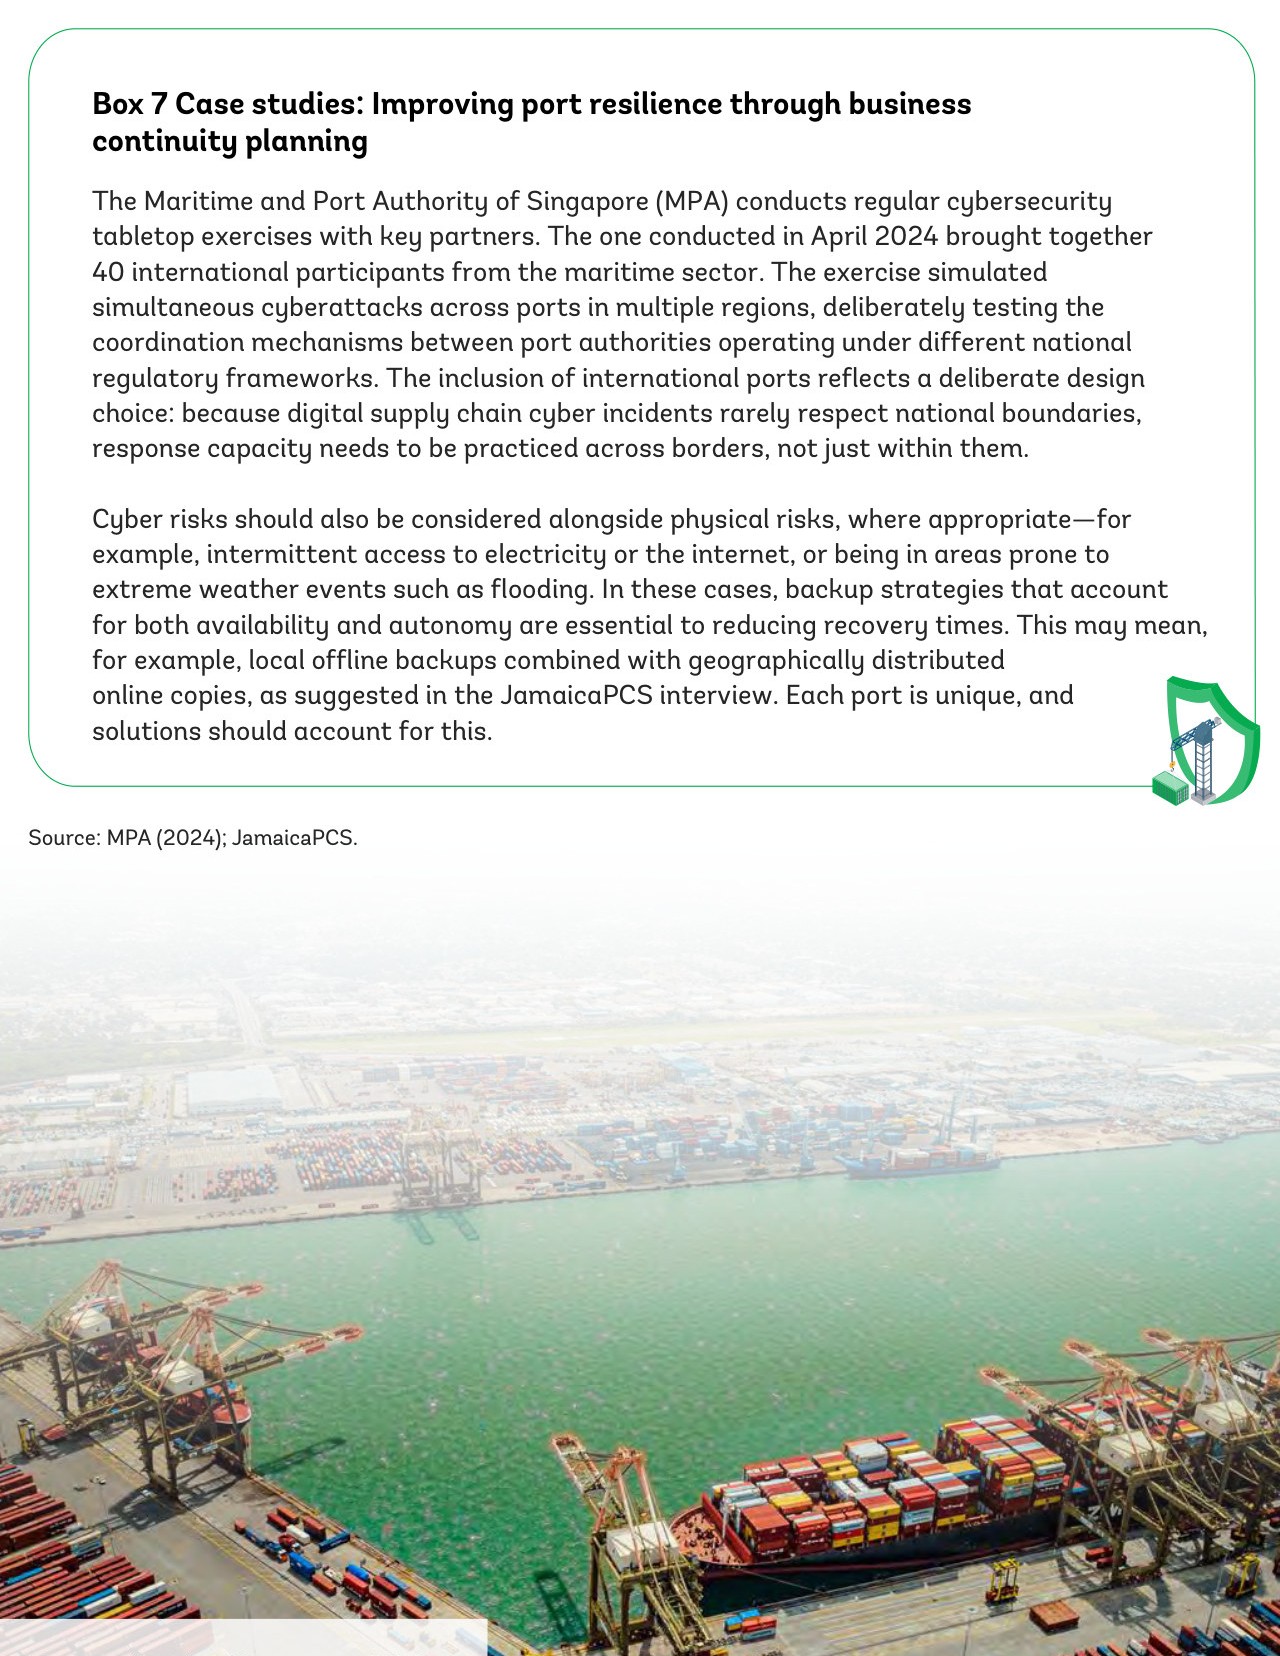 Box 7 Case studies: Improving port resilience through business
continuity planning
The Maritime and Port Authority of Singapore (MPA) conducts regular cybersecurity
tabletop exercises with key partners. The one conducted in April 2024 brought together
40 international participants from the maritime sector. The exercise simulated
simultaneous cyberattacks across ports in multiple regions, deliberately testing the
coordination mechanisms between port authorities operating under different national
regulatory frameworks. The inclusion of international ports reflects a deliberate design
choice: because digital supply chain cyber incidents rarely respect national boundaries,
response capacity needs to be practiced across borders, not just within them.
Cyber risks should also be considered alongside physical risks, where appropriate—for
example, intermittent access to electricity or the internet, or being in areas prone to
extreme weather events such as flooding. In these cases, backup strategies that account
for both availability and autonomy are essential to reducing recovery times. This may mean,
for example, local offline backups combined with geographically distributed
online copies, as suggested in the JamaicaPCS interview. Each port is unique, and
solutions should account for this.
Source: MPA (2024); JamaicaPCS.